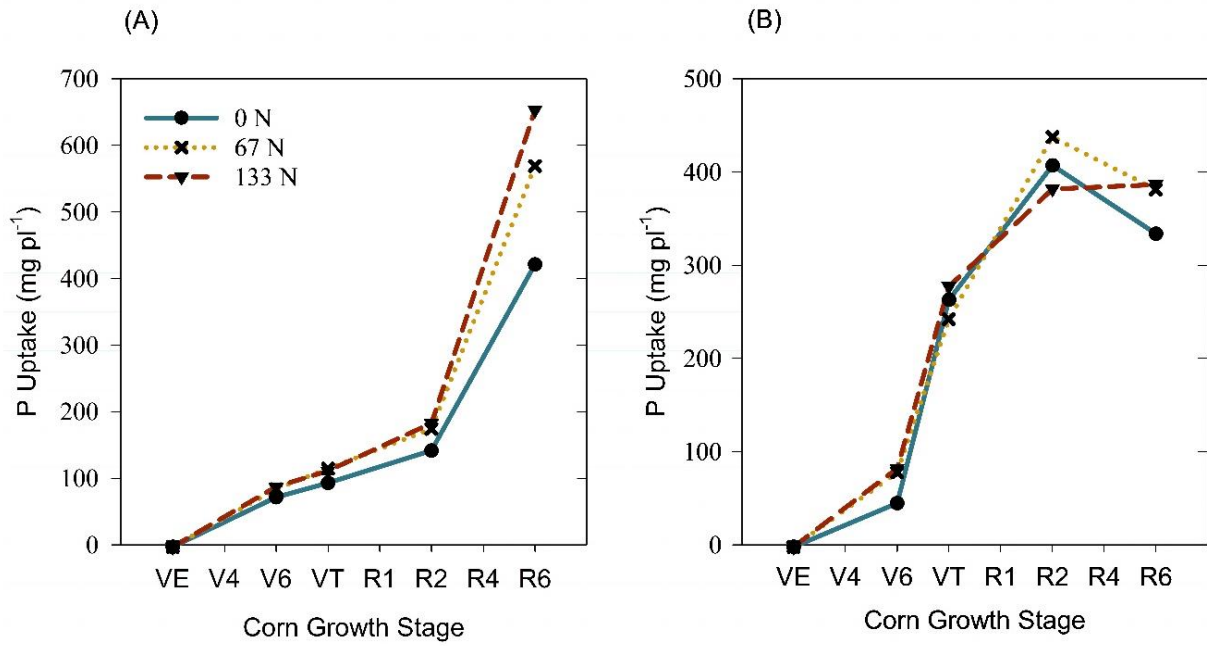 (A)
P Uptake (mg pl⁻¹)
700
600
500
400
300
200
100
0
0 N
67 N
133 N
VE V4 V6 VT R1 R2 R4 R6
Corn Growth Stage
(B)
P Uptake (mg pl⁻¹)
500
400
300
200
100
0
VE V4 V6 VT R1 R2 R4 R6
Corn Growth Stage